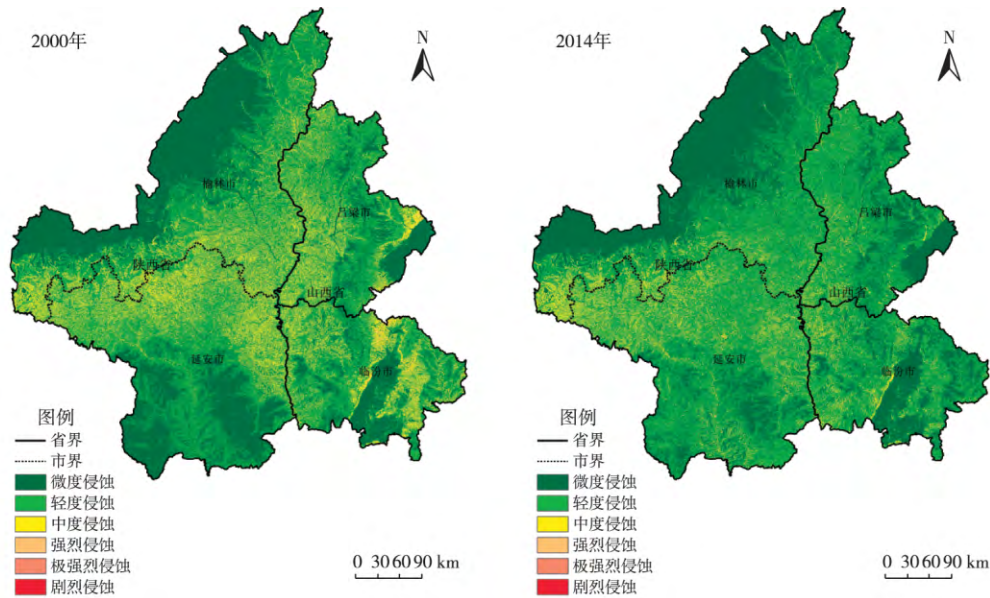 2000年
N
榆林市
吕梁市
陕西省
山西省
延安市
临汾市
图例
省界
市界
微度侵蚀
轻度侵蚀
中度侵蚀
强烈侵蚀
极强烈侵蚀
剧烈侵蚀
0 30 60 90 km
2014年
N
榆林市
吕梁市
陕西省
山西省
延安市
临汾市
图例
省界
市界
微度侵蚀
轻度侵蚀
中度侵蚀
强烈侵蚀
极强烈侵蚀
剧烈侵蚀
0 30 60 90 km